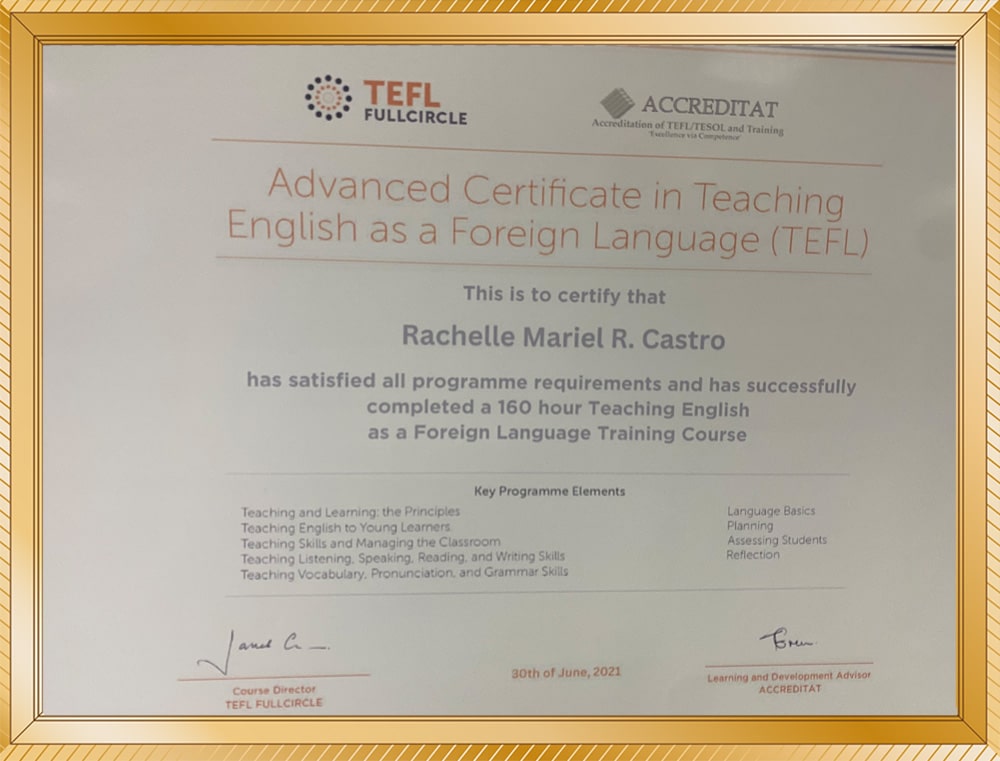 TEFL
FULLCIRCLE
ACCREDITAT
Accreditation of TEFL/TESOL and Training
'Excellence via Competence'
Advanced Certificate in Teaching
English as a Foreign Language (TEFL)
This is to certify that
Rachelle Mariel R. Castro
has satisfied all programme requirements and has successfully
completed a 160 hour Teaching English
as a Foreign Language Training Course
Key Programme Elements
Teaching and Learning: the Principles
Teaching English to Young Learners
Teaching Skills and Managing the Classroom
Teaching Listening, Speaking, Reading, and Writing Skills
Teaching Vocabulary, Pronunciation, and Grammar Skills
Language Basics
Planning
Assessing Students
Reflection
Course Director
TEFL FULLCIRCLE
30th of June, 2021
Learning and Development Advisor
ACCREDITAT